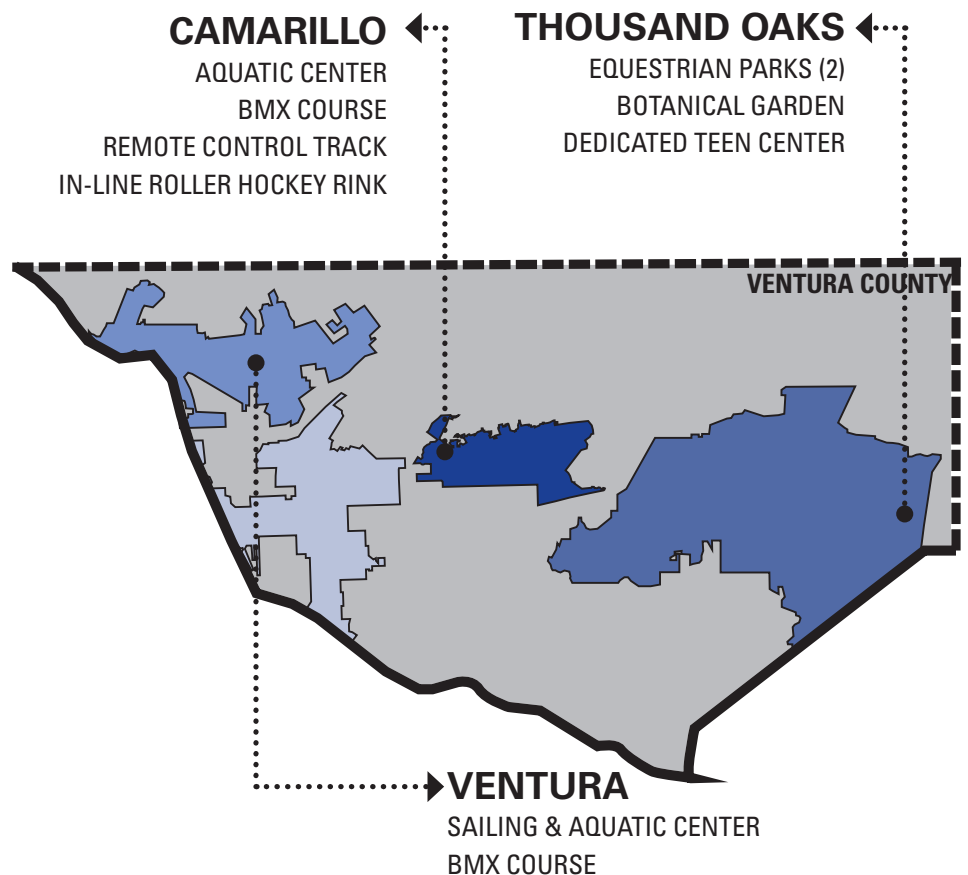 CAMARILLO
AQUATIC CENTER
BMX COURSE
REMOTE CONTROL TRACK
IN-LINE ROLLER HOCKEY RINK
THOUSAND OAKS
EQUESTRIAN PARKS (2)
BOTANICAL GARDEN
DEDICATED TEEN CENTER
VENTURA COUNTY
VENTURA
SAILING & AQUATIC CENTER
BMX COURSE